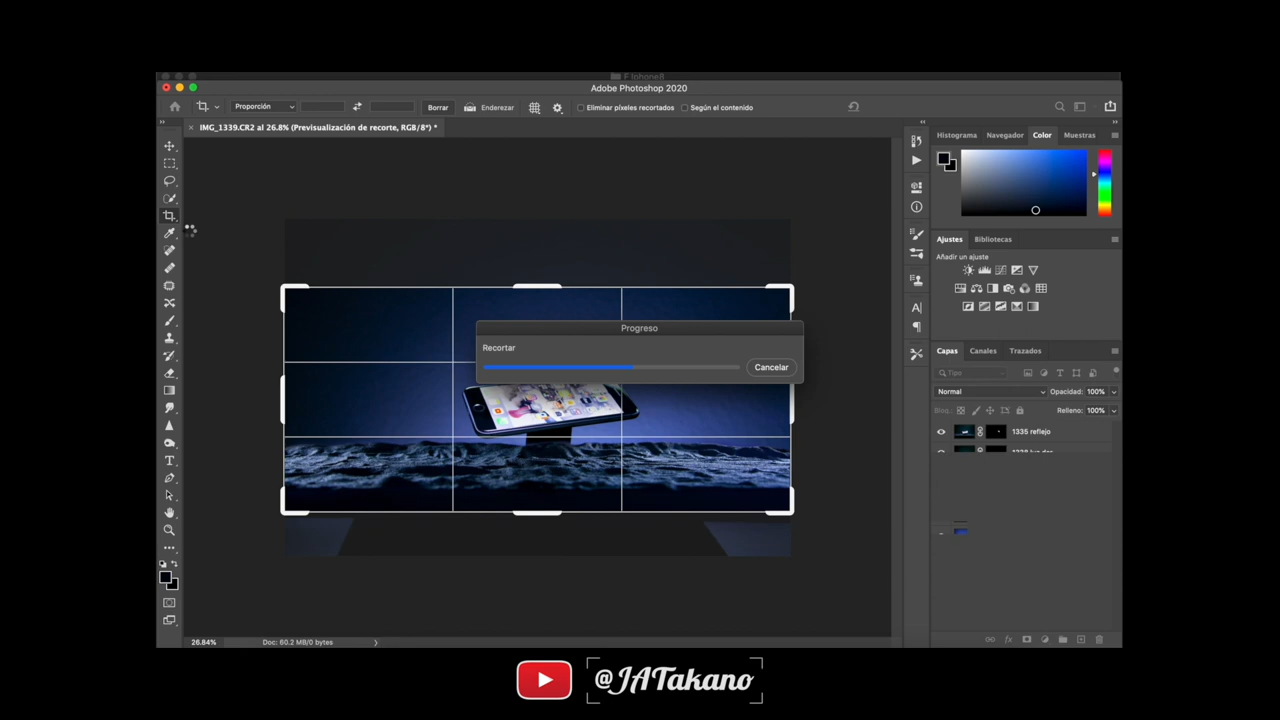 F Iphone8
Adobe Photoshop 2020
Proporción
Borrar
Enderezar
Eliminar píxeles recortados
Según el contenido
IMG_1339.CR2 al 26.8% (Previsualización de recorte, RGB/8*) *
Histograma
Navegador
Color
Muestras
Ajustes
Bibliotecas
Añadir un ajuste
Progreso
Recortar
Cancelar
Capas
Canales
Trazados
Tipo
Normal
Opacidad: 100%
Bloq.:
Relleno: 100%
1335 reflejo
26.84%
Doc: 60.2 MB/0 bytes
@JATakano